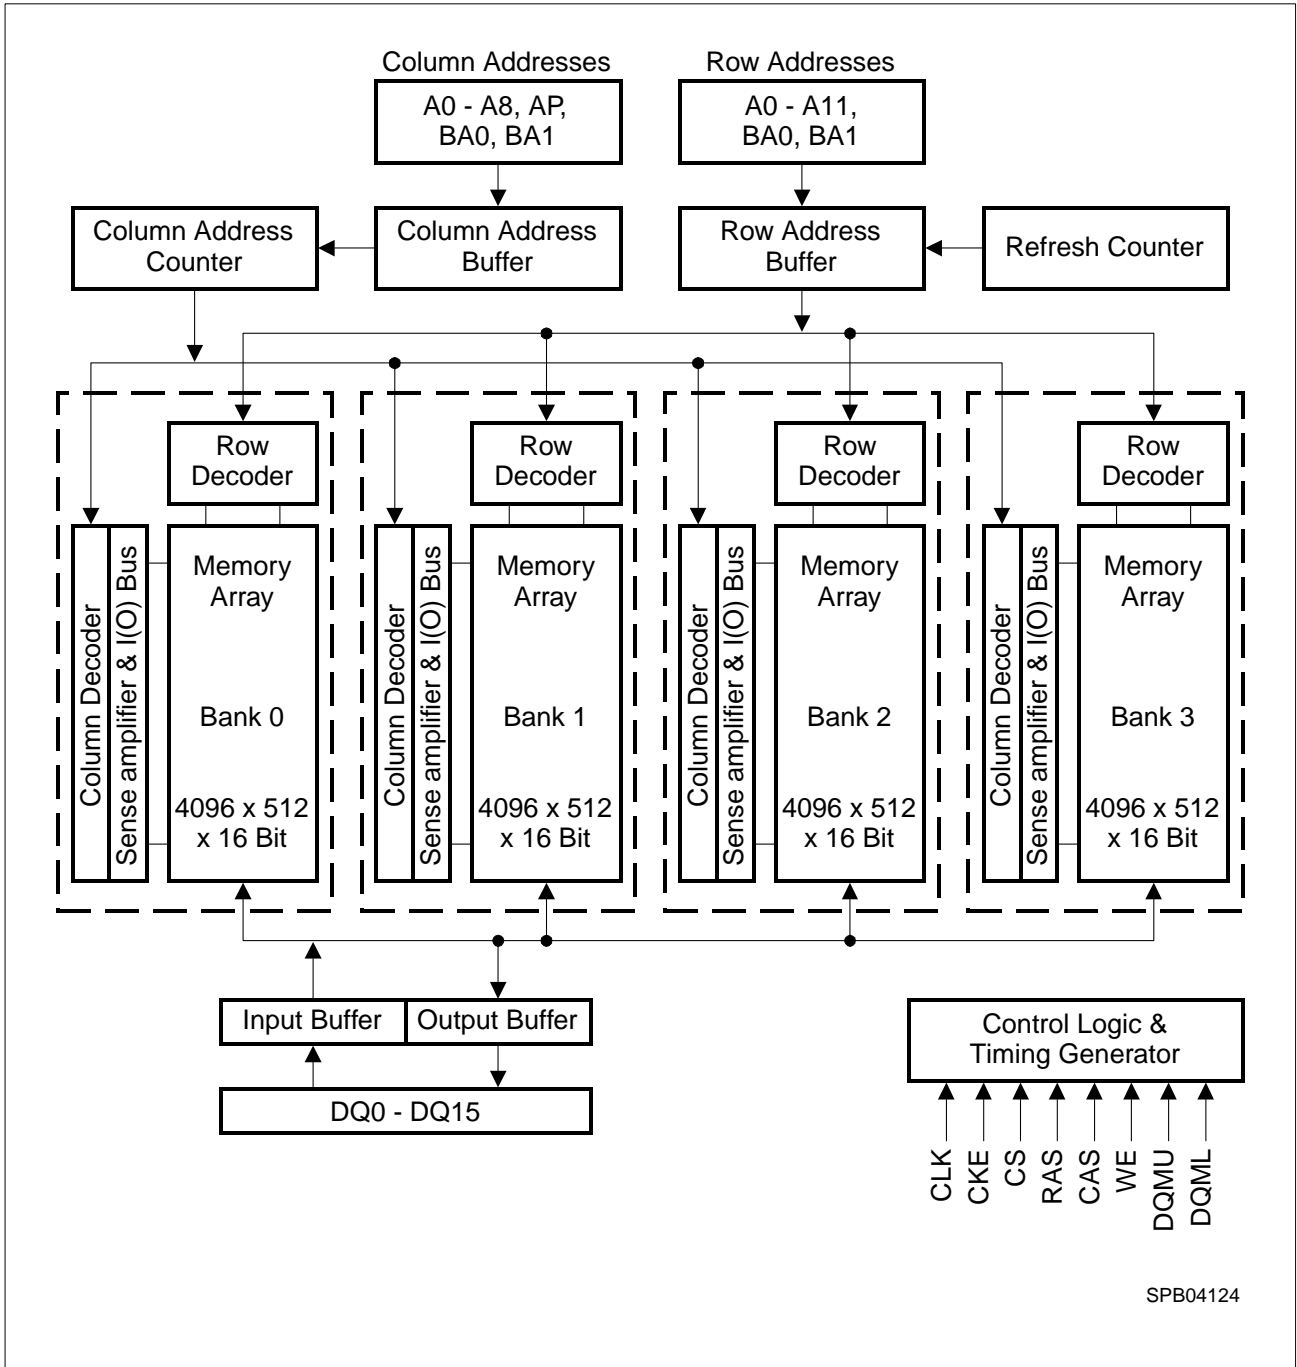 Column Addresses
Row Addresses
A0 - A8, AP,
BA0, BA1
A0 - A11,
BA0, BA1
Column Address
Counter
Column Address
Buffer
Row Address
Buffer
Refresh Counter
Row
Decoder
Row
Decoder
Row
Decoder
Row
Decoder
Column Decoder
Sense amplifier & I(O) Bus
Memory
Array
Bank 0
4096 x 512
x 16 Bit
Column Decoder
Sense amplifier & I(O) Bus
Memory
Array
Bank 1
4096 x 512
x 16 Bit
Column Decoder
Sense amplifier & I(O) Bus
Memory
Array
Bank 2
4096 x 512
x 16 Bit
Column Decoder
Sense amplifier & I(O) Bus
Memory
Array
Bank 3
4096 x 512
x 16 Bit
Input Buffer
Output Buffer
DQ0 - DQ15
Control Logic &
Timing Generator
CLK
CKE
CS
RAS
CAS
WE
DQMU
DQML
SPB04124